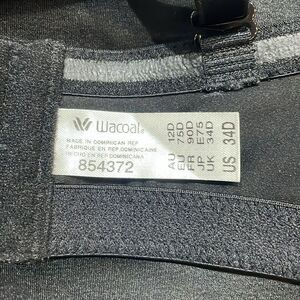 Wacoal®
MADE IN DOMINICAN REP.
FABRIQUE EN REP. DOMINICAINE
HECHO EN REP. DOMINICANA
854372
AU 12D
EU 75D
FR 90D
JP E75
UK 34D
US 34D